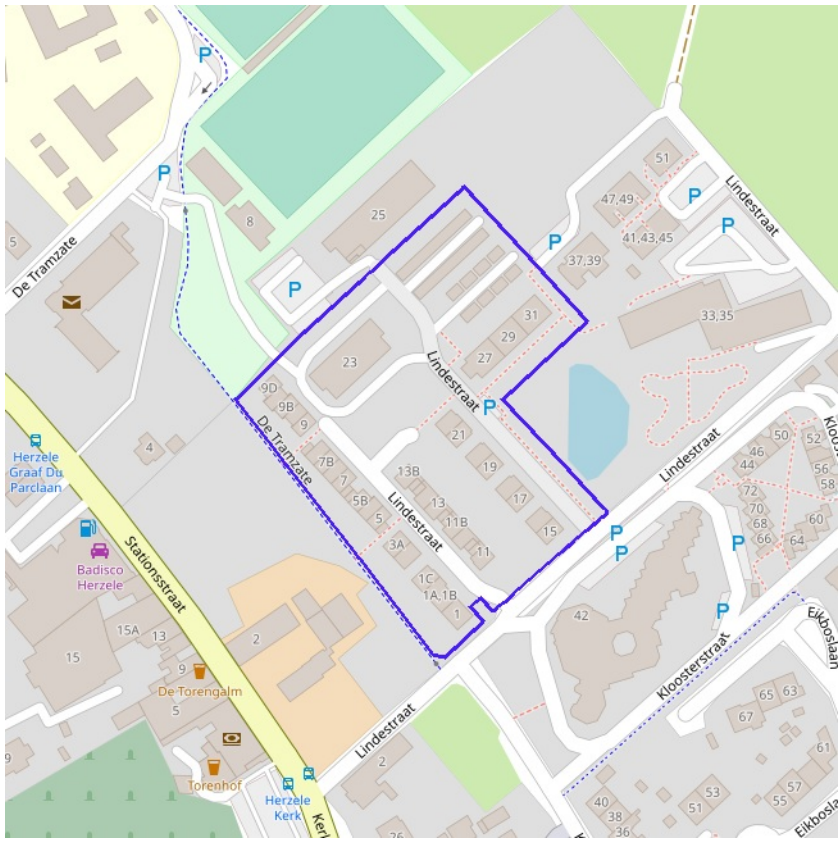 P
P
51
Lindestraat
P
47,49
P
25
8
41,43,45
P
5
De Tramzate
37,39
P
31
33,35
29
23
27
Lindestraat
9D
9B
P
9
De Tramzate
21
50
52
4
7B
Herzele
Graaf Du
Parclaan
13B
19
Lindestraat
46
44
56
58
7
5B
13
17
72
70
68
66
5
11B
Lindestraat
15
P
P
60
64
P
3A
11
Stationsstraat
Badisco
Herzele
1C
1A,1B
1
42
P
Eikboslaan
15A
13
2
15
9
De Torengalm
Kloosterstraat
65
63
67
5
61
9
Lindestraat
Torenhof
2
Herzele
Kerk
40
38
36
53
51
57
55
26